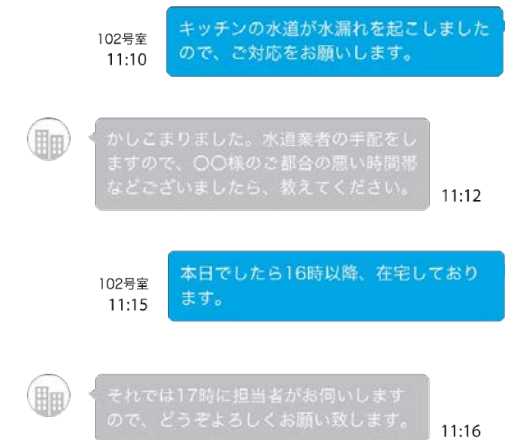 キッチンの水道が水漏れを起こしました
ので、ご対応をお願いします。
102号室
11:10
かしこまりました。水道業者の手配をし
ますので、〇〇様のご都合の悪い時間帯
などございましたら、教えてください。
11:12
本日でしたら16時以降、在宅しており
ます。
102号室
11:15
それでは17時に担当者がお伺いします
ので、どうぞよろしくお願い致します。
11:16